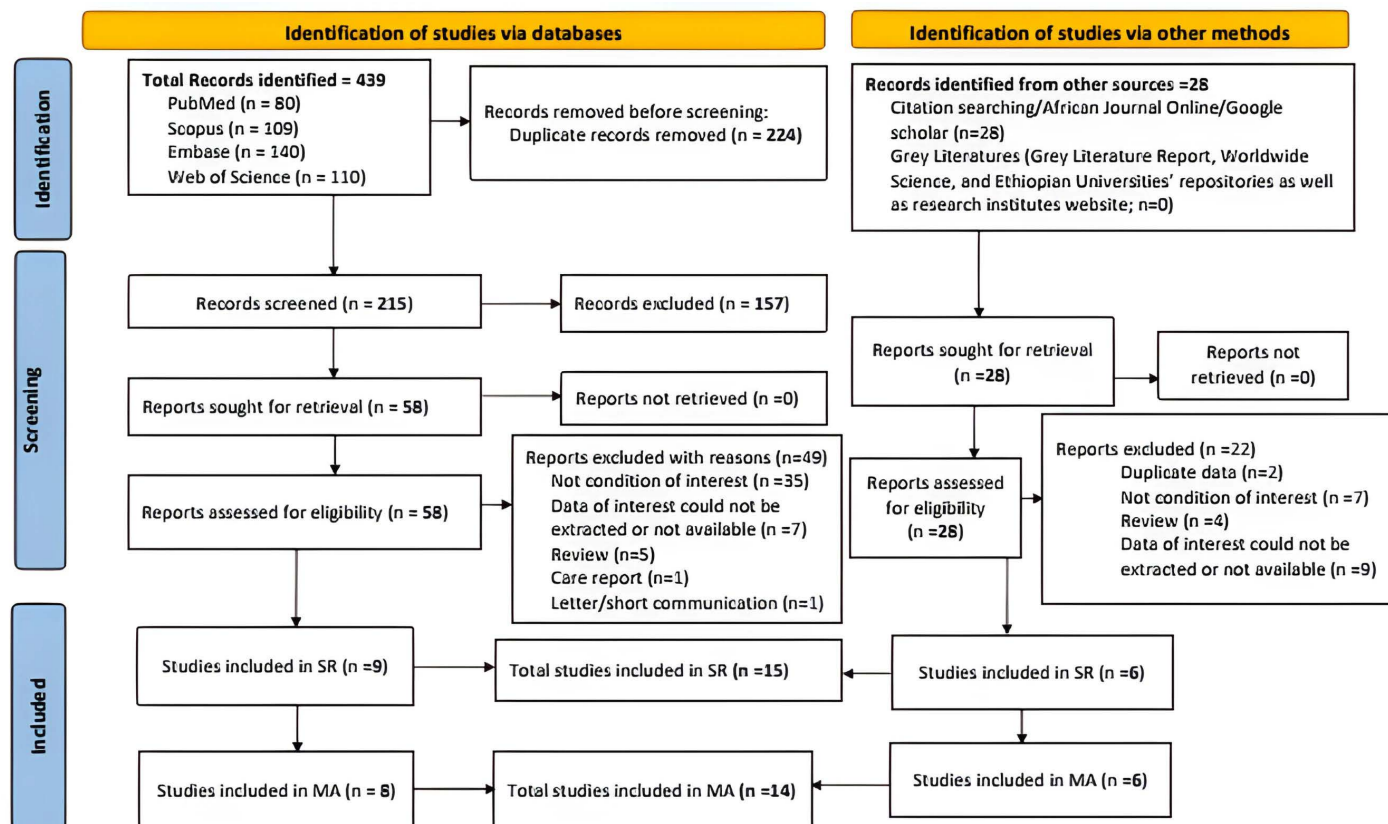 Identification of studies via databases
Identification of studies via other methods
Identification
Total Records identified = 439
PubMed (n = 80)
Scopus (n = 109)
Embase (n = 140)
Web of Science (n = 110)
Records removed before screening:
Duplicate records removed (n = 224)
Records identified from other sources =28
Citation searching/African Journal Online/Google
scholar (n=28)
Grey Literatures (Grey Literature Report, Worldwide
Science, and Ethiopian Universities' repositories as well
as research institutes website; n=0)
Screening
Records screened (n = 215)
Records excluded (n = 157)
Reports sought for retrieval (n = 58)
Reports not retrieved (n =0)
Reports sought for retrieval
(n =28)
Reports not
retrieved (n =0)
Reports assessed for eligibility (n = 58)
Reports excluded with reasons (n=49)
Not condition of interest (n =35)
Data of interest could not be
extracted or not available (n =7)
Review (n=5)
Care report (n=1)
Letter/short communication (n=1)
Reports assessed
for eligibility
(n =28)
Reports excluded (n =22)
Duplicate data (n=2)
Not condition of interest (n =7)
Review (n =4)
Data of interest could not be
extracted or not available (n =9)
Included
Studies included in SR (n =9)
Total studies included in SR (n =15)
Studies included in SR (n =6)
Studies included in MA (n = 8)
Total studies included in MA (n =14)
Studies included in MA (n =6)